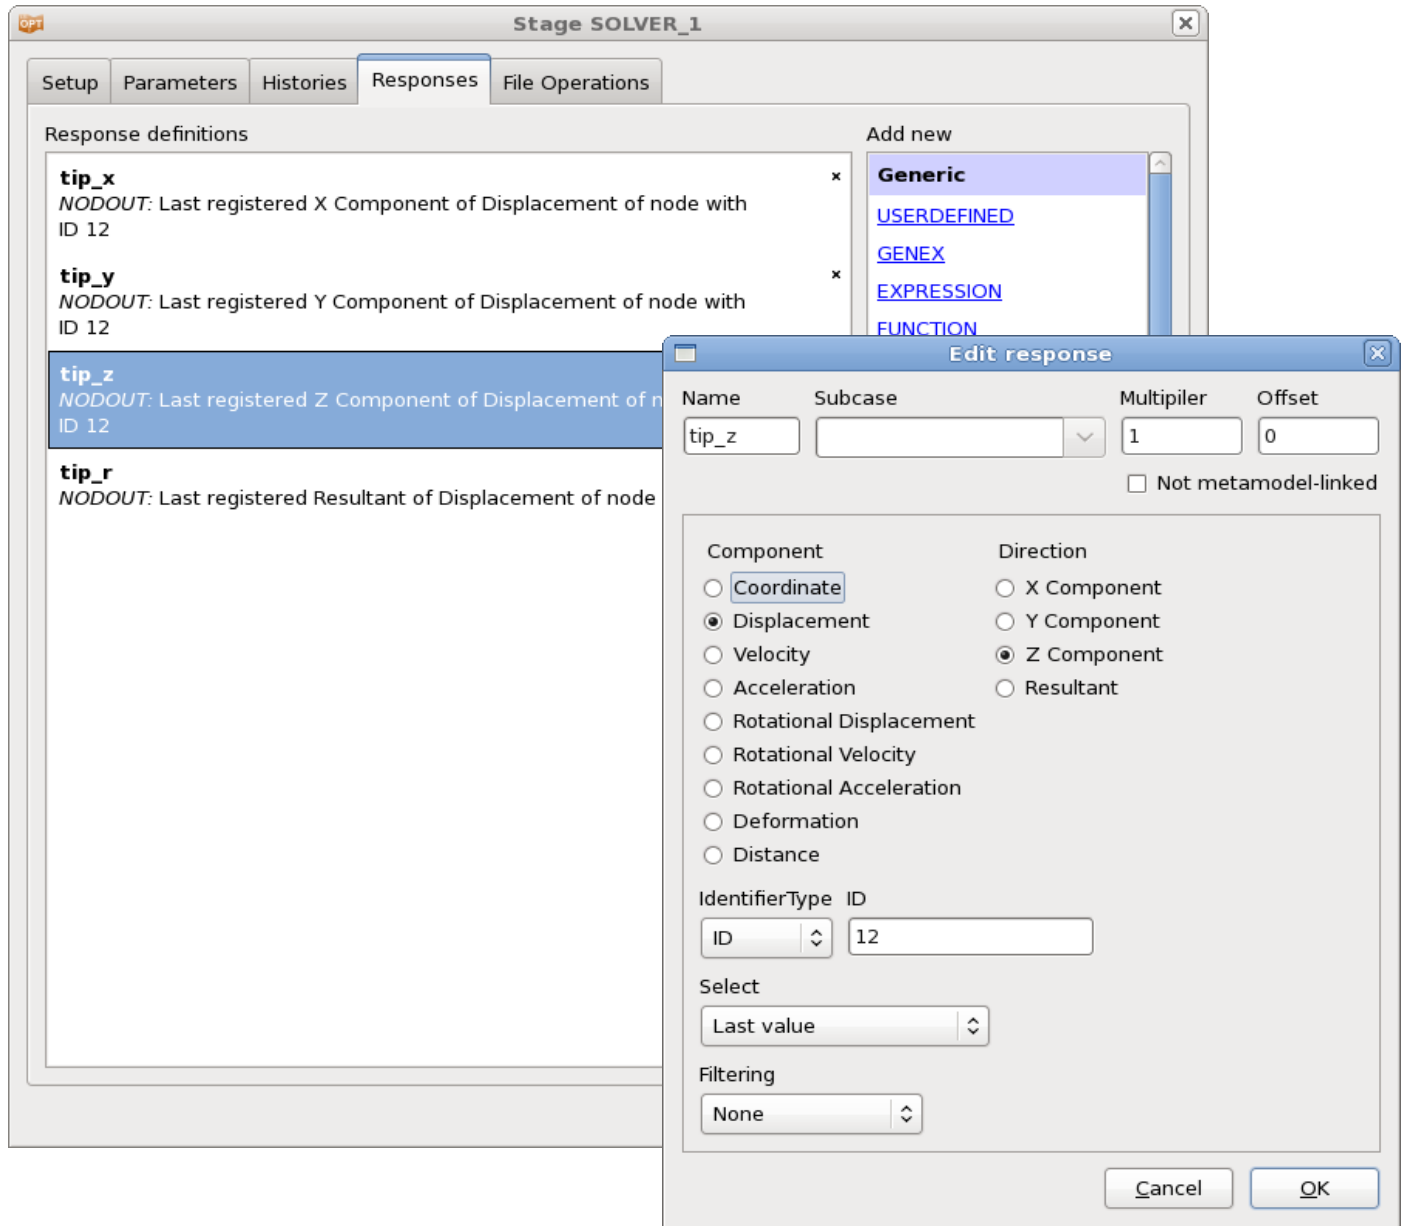 OPT Stage SOLVER_1
Setup Parameters Histories Responses File Operations
Response definitions
tip_x
NODOUT: Last registered X Component of Displacement of node with
ID 12
tip_y
NODOUT: Last registered Y Component of Displacement of node with
ID 12
tip_z
NODOUT: Last registered Z Component of Displacement of n
ID 12
tip_r
NODOUT: Last registered Resultant of Displacement of node
Add new
Generic
USERDEFINED
GENEX
EXPRESSION
FUNCTION
Edit response
Name Subcase Multipiler Offset
tip_z 1 0
Not metamodel-linked
Component
Coordinate
Displacement
Velocity
Acceleration
Rotational Displacement
Rotational Velocity
Rotational Acceleration
Deformation
Distance
Direction
X Component
Y Component
Z Component
Resultant
IdentifierType ID
ID 12
Select
Last value
Filtering
None
Cancel OK